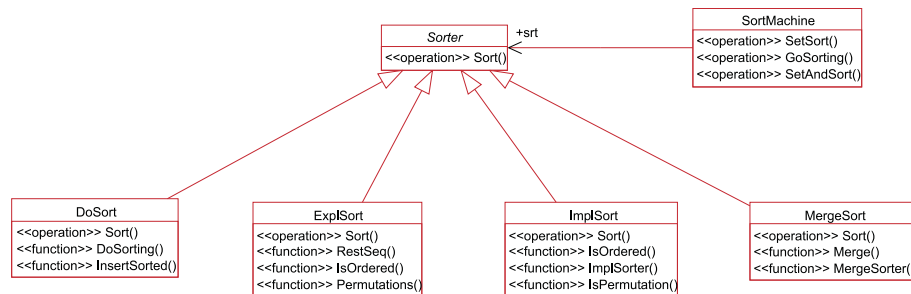 Sorter
<<operation>> Sort()
+srt
SortMachine
<<operation>> SetSort()
<<operation>> GoSorting()
<<operation>> SetAndSort()
DoSort
<<operation>> Sort()
<<function>> DoSorting()
<<function>> InsertSorted()
ExplSort
<<operation>> Sort()
<<function>> RestSeq()
<<function>> IsOrdered()
<<function>> Permutations()
ImplSort
<<operation>> Sort()
<<function>> IsOrdered()
<<function>> ImplSorter()
<<function>> IsPermutation()
MergeSort
<<operation>> Sort()
<<function>> Merge()
<<function>> MergeSorter()